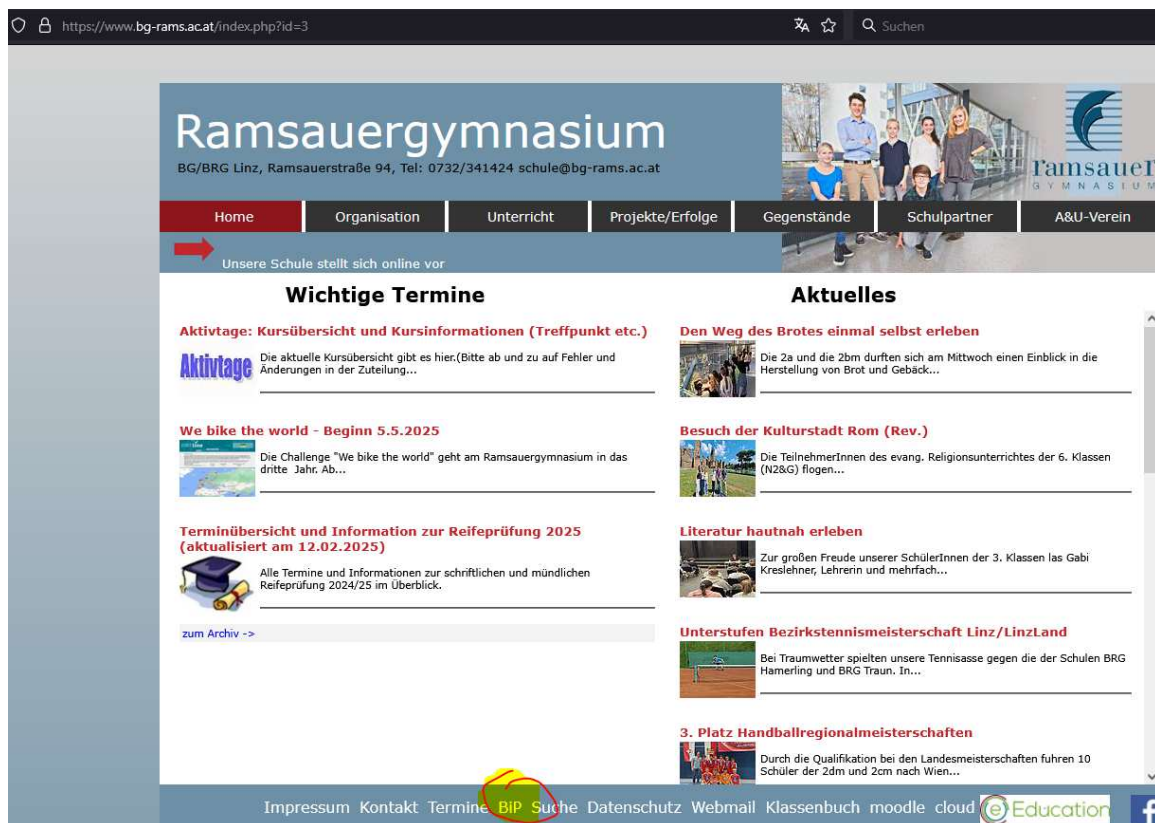 https://www.bg-rams.ac.at/index.php?id=3
Suchen
Ramsauergymnasium
BG/BRG Linz, Ramsauerstraße 94, Tel: 0732/341424 schule@bg-rams.ac.at
ramsauer
GYMNASIUM
Home Organisation Unterricht Projekte/Erfolge Gegenstände Schulpartner A&U-Verein
Unsere Schule stellt sich online vor
Wichtige Termine
Aktivtage: Kursübersicht und Kursinformationen (Treffpunkt etc.)
Aktivtage
Die aktuelle Kursübersicht gibt es hier.(Bitte ab und zu auf Fehler und
Änderungen in der Zuteilung...
We bike the world - Beginn 5.5.2025
Die Challenge "We bike the world" geht am Ramsauergymnasium in das
dritte Jahr. Ab...
Terminübersicht und Information zur Reifeprüfung 2025
(aktualisiert am 12.02.2025)
Alle Termine und Informationen zur schriftlichen und mündlichen
Reifeprüfung 2024/25 im Überblick.
zum Archiv ->
Aktuelles
Den Weg des Brotes einmal selbst erleben
Die 2a und die 2bm durften sich am Mittwoch einen Einblick in die
Herstellung von Brot und Gebäck...
Besuch der Kulturstadt Rom (Rev.)
Die TeilnehmerInnen des evang. Religionsunterrichtes der 6. Klassen
(N2&G) flogen...
Literatur hautnah erleben
Zur großen Freude unserer SchülerInnen der 3. Klassen las Gabi
Kreslehner, Lehrerin und mehrfach...
Unterstufen Bezirkstennismeisterschaft Linz/LinzLand
Bei Traumwetter spielten unsere Tennisasse gegen die der Schulen BRG
Hamerling und BRG Traun. In...
3. Platz Handballregionalmeisterschaften
Durch die Qualifikation bei den Landesmeisterschaften fuhren 10
Schüler der 2dm und 2cm nach Wien...
Impressum Kontakt Termine BiP Suche Datenschutz Webmail Klassenbuch moodle cloud eEducation f